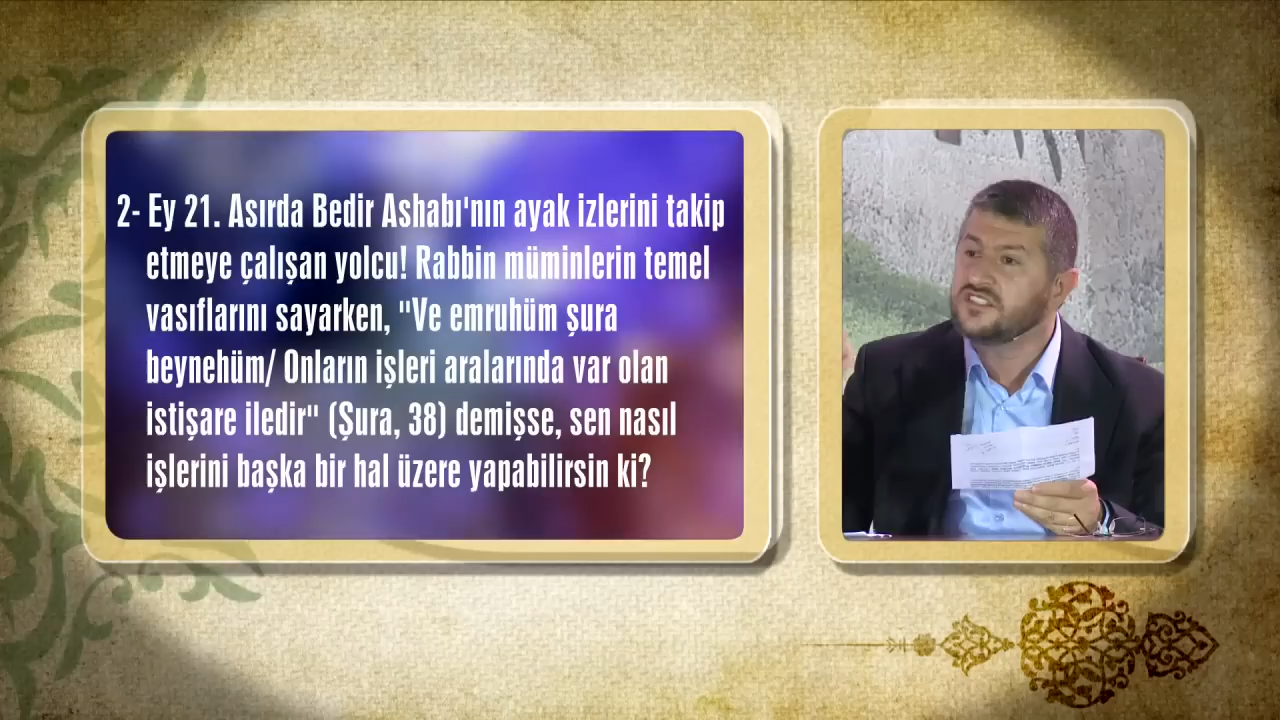 2- Ey 21. Asırda Bedir Ashabı'nın ayak izlerini takip
etmeye çalışan yolcu! Rabbin müminlerin temel
vasıflarını sayarken, "Ve emruhüm şura
beynehüm/ Onların işleri aralarında var olan
istişare iledir" (Şura, 38) demişse, sen nasıl
işlerini başka bir hal üzere yapabilirsin ki?